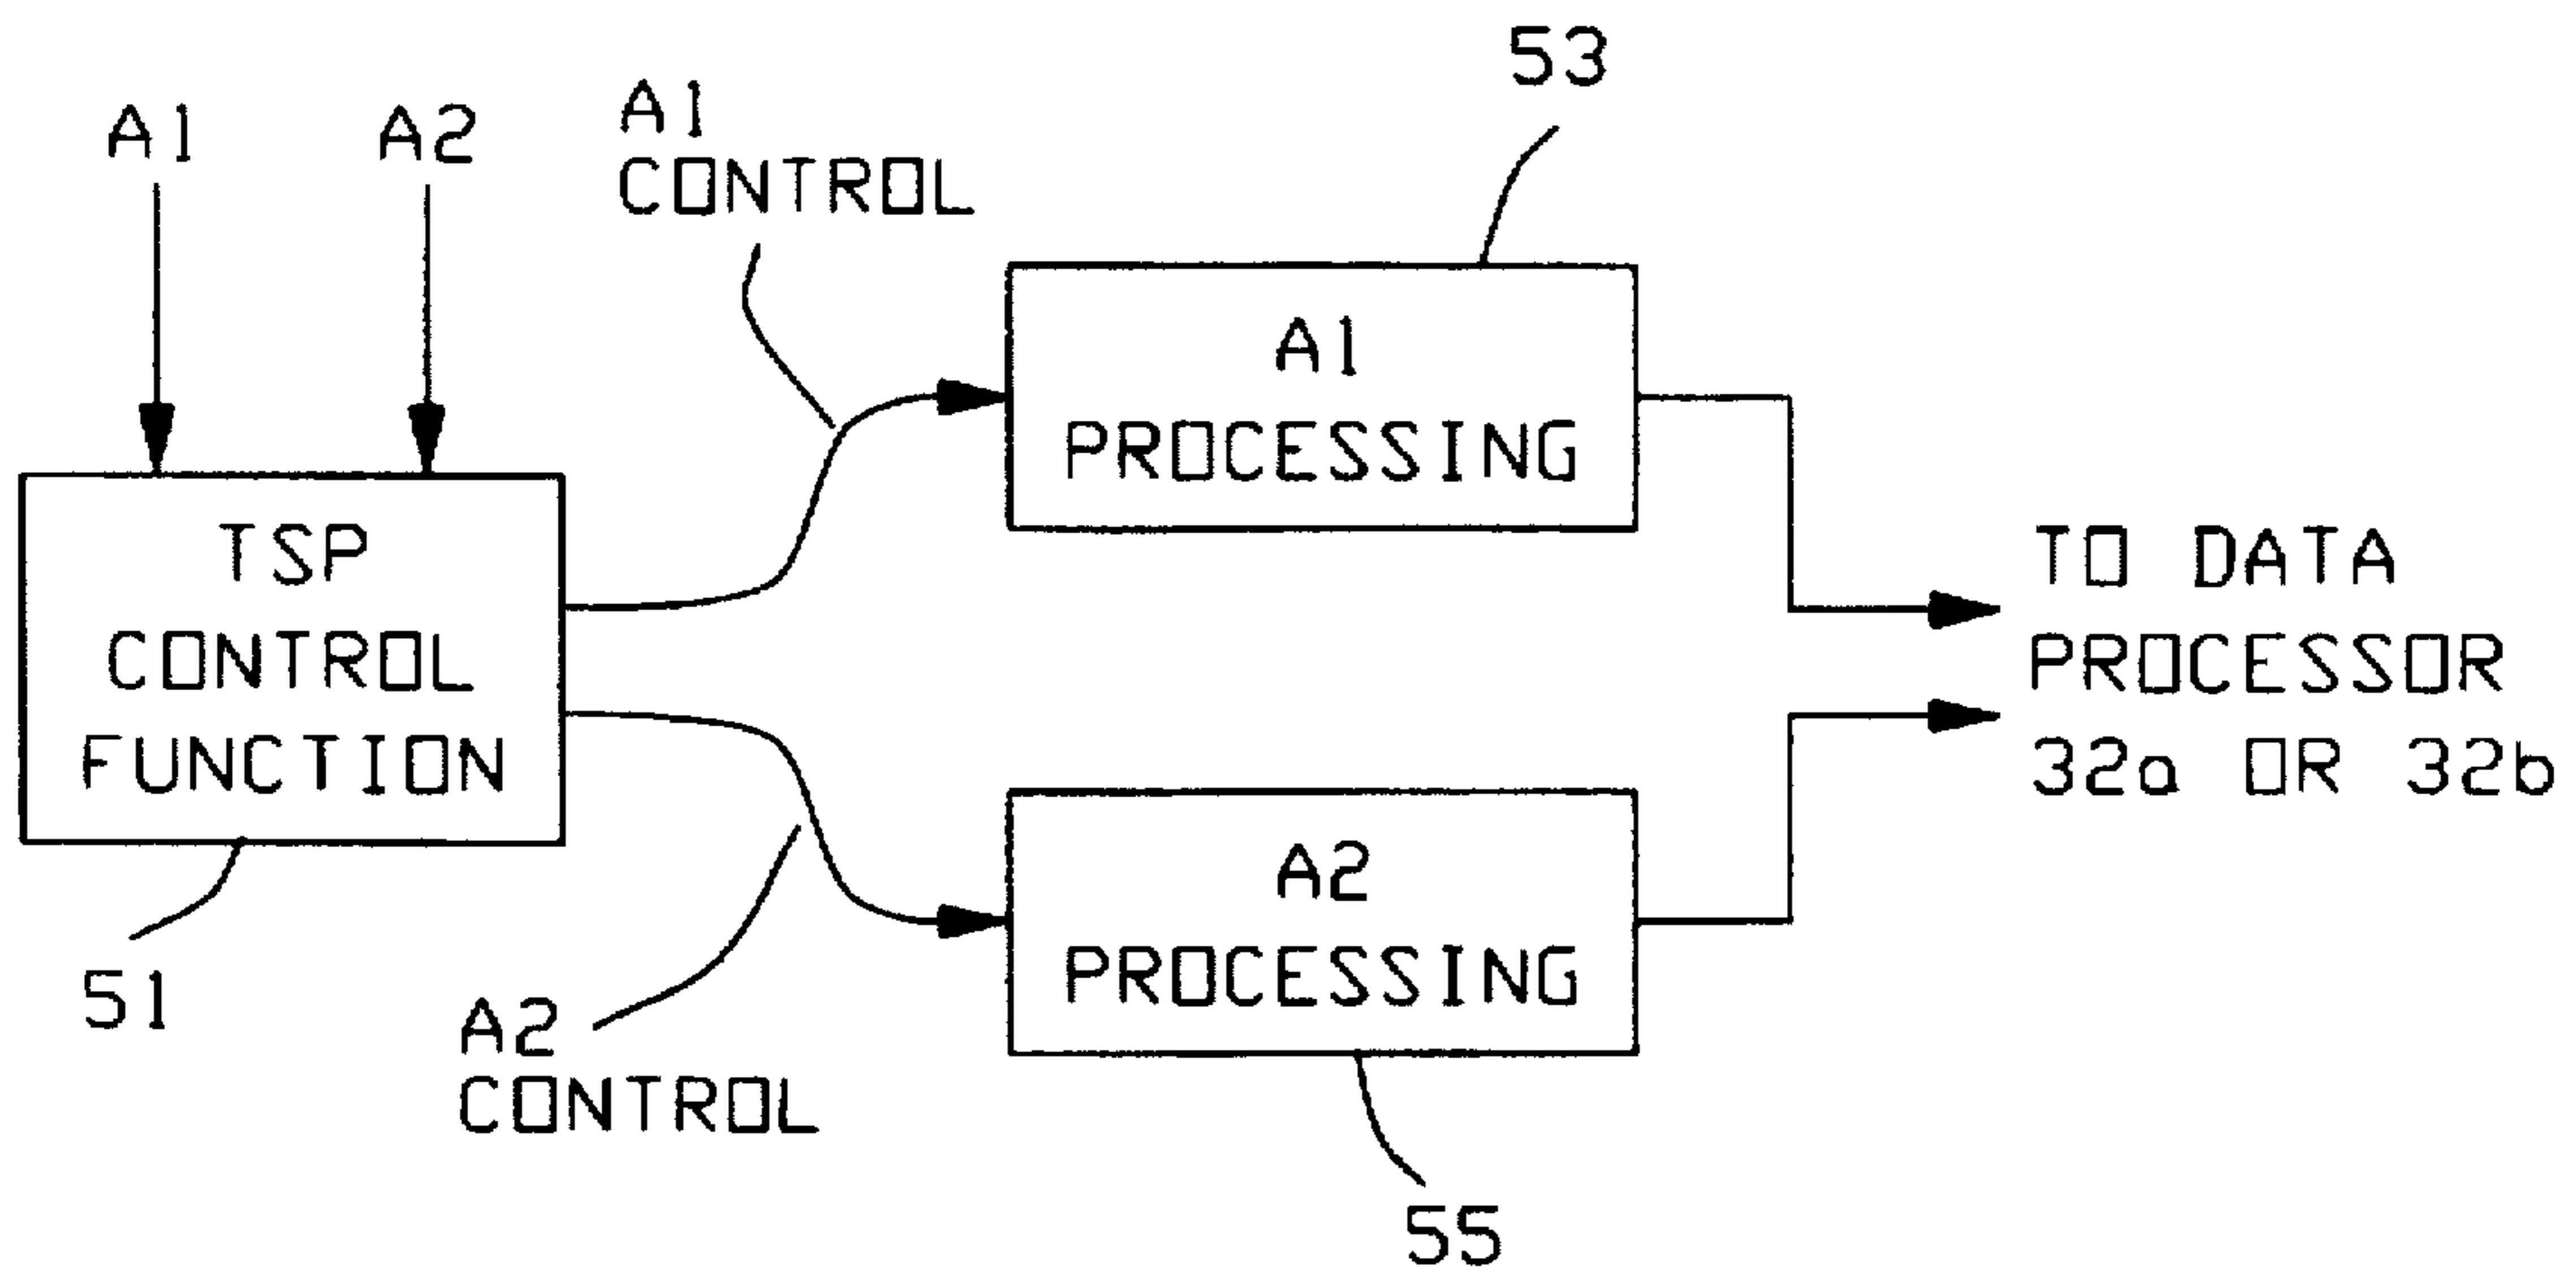 53
A1
A2
A1
CONTROL
A1
PROCESSING
TSP
CONTROL
FUNCTION
TO DATA
PROCESSOR
32a OR 32b
A2
PROCESSING
51
A2
CONTROL
55